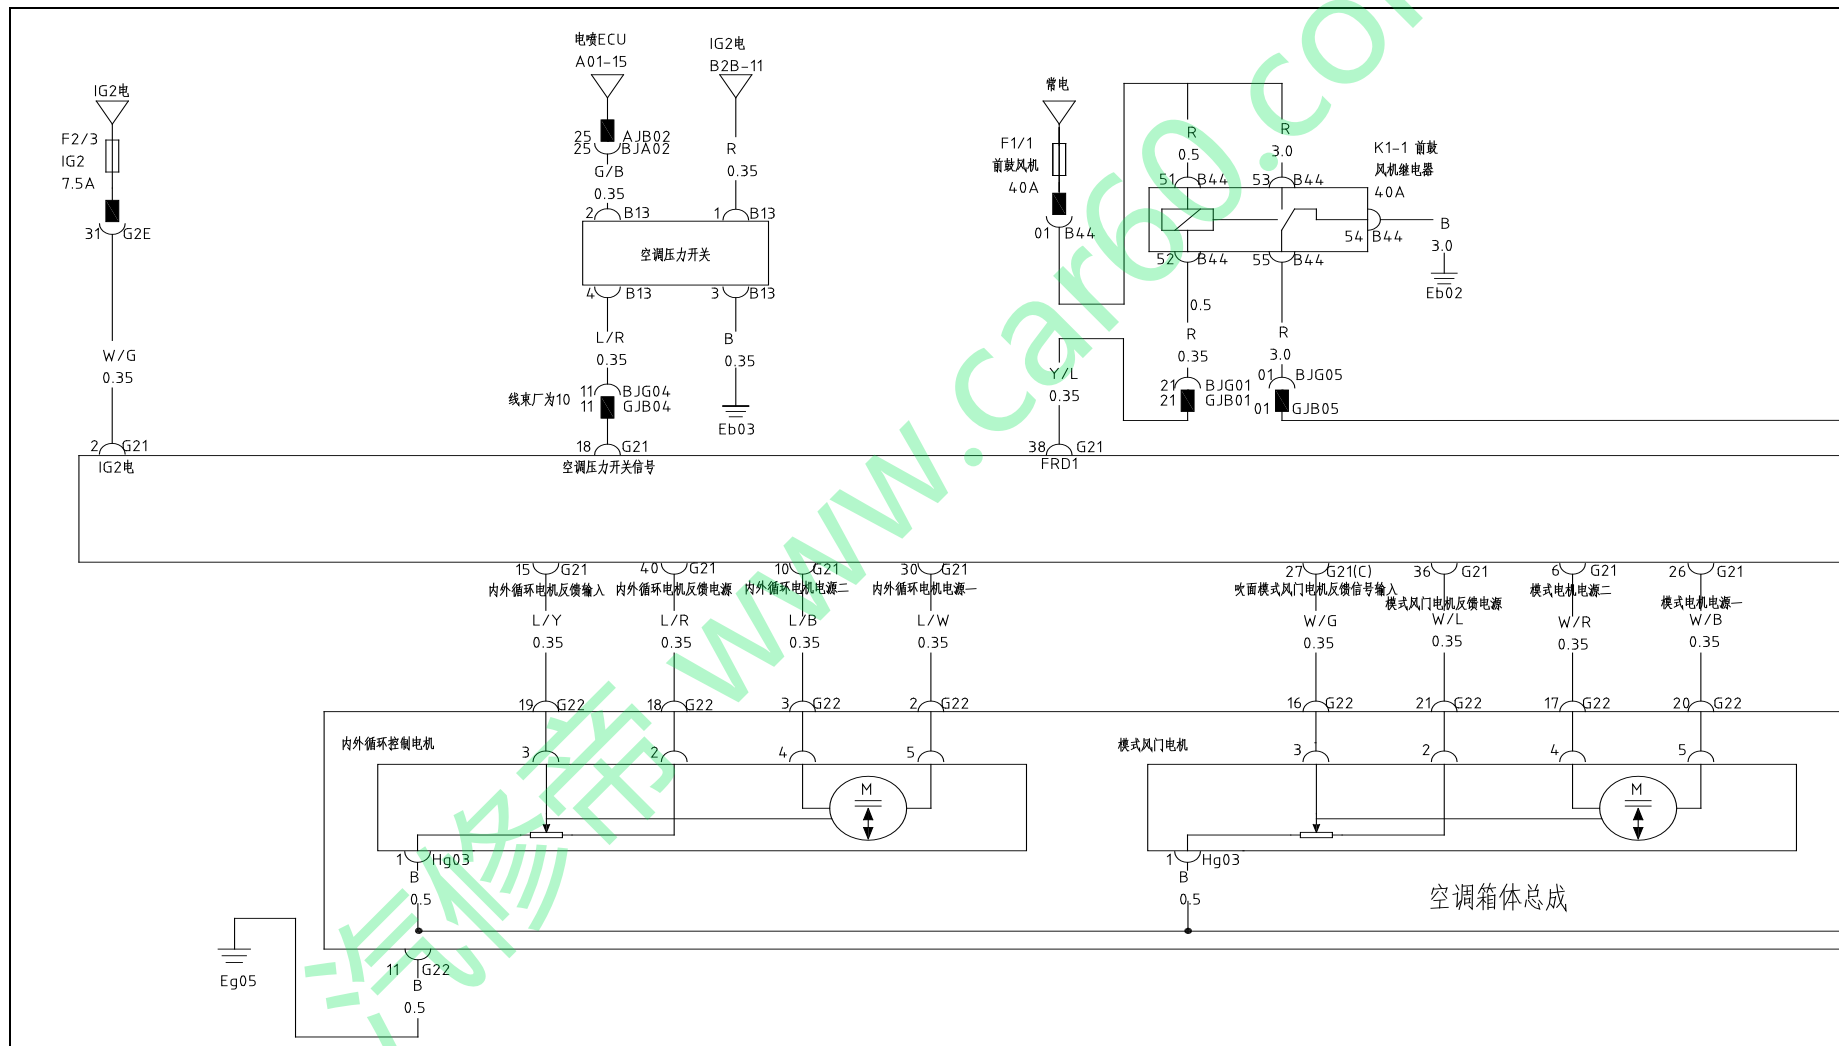 电喷ECU
A01-15
IG2电
B2B-11
IG2电
常电
F2/3
IG2
7.5A
25 AJB02
25 BJA02
G/B
0.35
R
0.35
F1/1
前鼓风机
40A
R
0.5
R
3.0
K1-1 前鼓
风机继电器
40A
51 B44
53 B44
2 B13
1 B13
31 G2E
01 B44
54 B44
B
3.0
Eb02
空调压力开关
52 B44
55 B44
4 B13
3 B13
0.5
L/R
0.35
B
0.35
R
0.35
R
3.0
W/G
0.35
Y/L
0.35
线束厂为10
11 BJG04
11 GJB04
Eb03
21 BJG01
21 GJB01
01 BJG05
01 GJB05
2 G21
IG2电
18 G21
空调压力开关信号
38 G21
FRD1
15 G21
内外循环电机反馈输入
40 G21
内外循环电机反馈电源
10 G21
内外循环电机电源二
30 G21
内外循环电机电源一
27 G21(C)
吹面模式风门电机反馈信号输入
36 G21
模式风门电机反馈电源
6 G21
模式电机电源二
26 G21
模式电机电源一
L/Y
0.35
L/R
0.35
L/B
0.35
L/W
0.35
W/G
0.35
W/L
0.35
W/R
0.35
W/B
0.35
19 G22
18 G22
3 G22
2 G22
16 G22
21 G22
17 G22
20 G22
内外循环控制电机
3
2
4
5
模式风门电机
3
2
4
5
M
M
1 Hg03
B
0.5
1 Hg03
B
0.5
空调箱体总成
Eg05
11 G22
B
0.5
汽修帝 www.car60.co